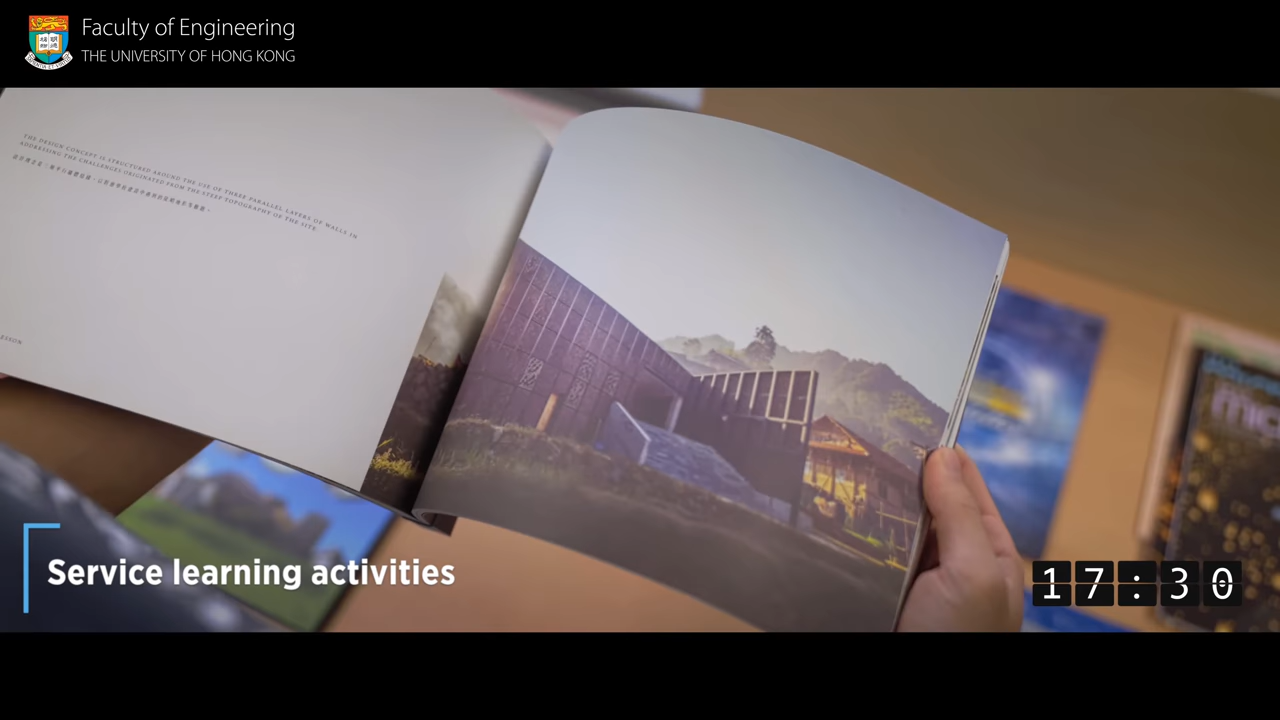 Faculty of Engineering
THE UNIVERSITY OF HONG KONG
THE DESIGN CONCEPT IS STRUCTURED AROUND THE USE OF THREE PARALLEL LAYERS OF WALLS IN
ADDRESSING THE CHALLENGES ORIGINATED FROM THE STEEP TOPOGRAPHY OF THE SITE.
Service learning activities
17:30